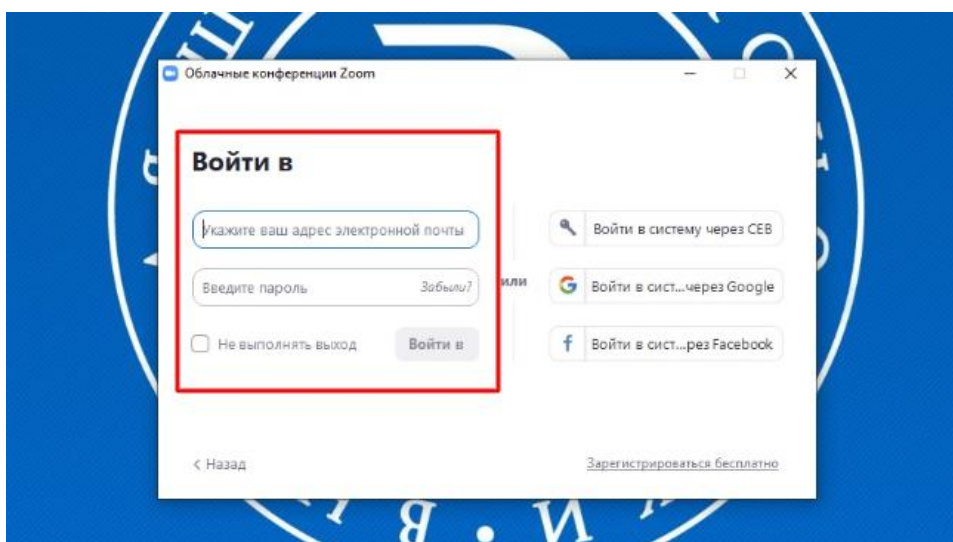 Облачные конференции Zoom
Войти в
Укажите ваш адрес электронной почты
Введите пароль Забыли?
Не выполнять выход Войти в
или
Войти в систему через СЕВ
Войти в сист...через Google
Войти в сист...рез Facebook
< Назад
Зарегистрироваться бесплатно